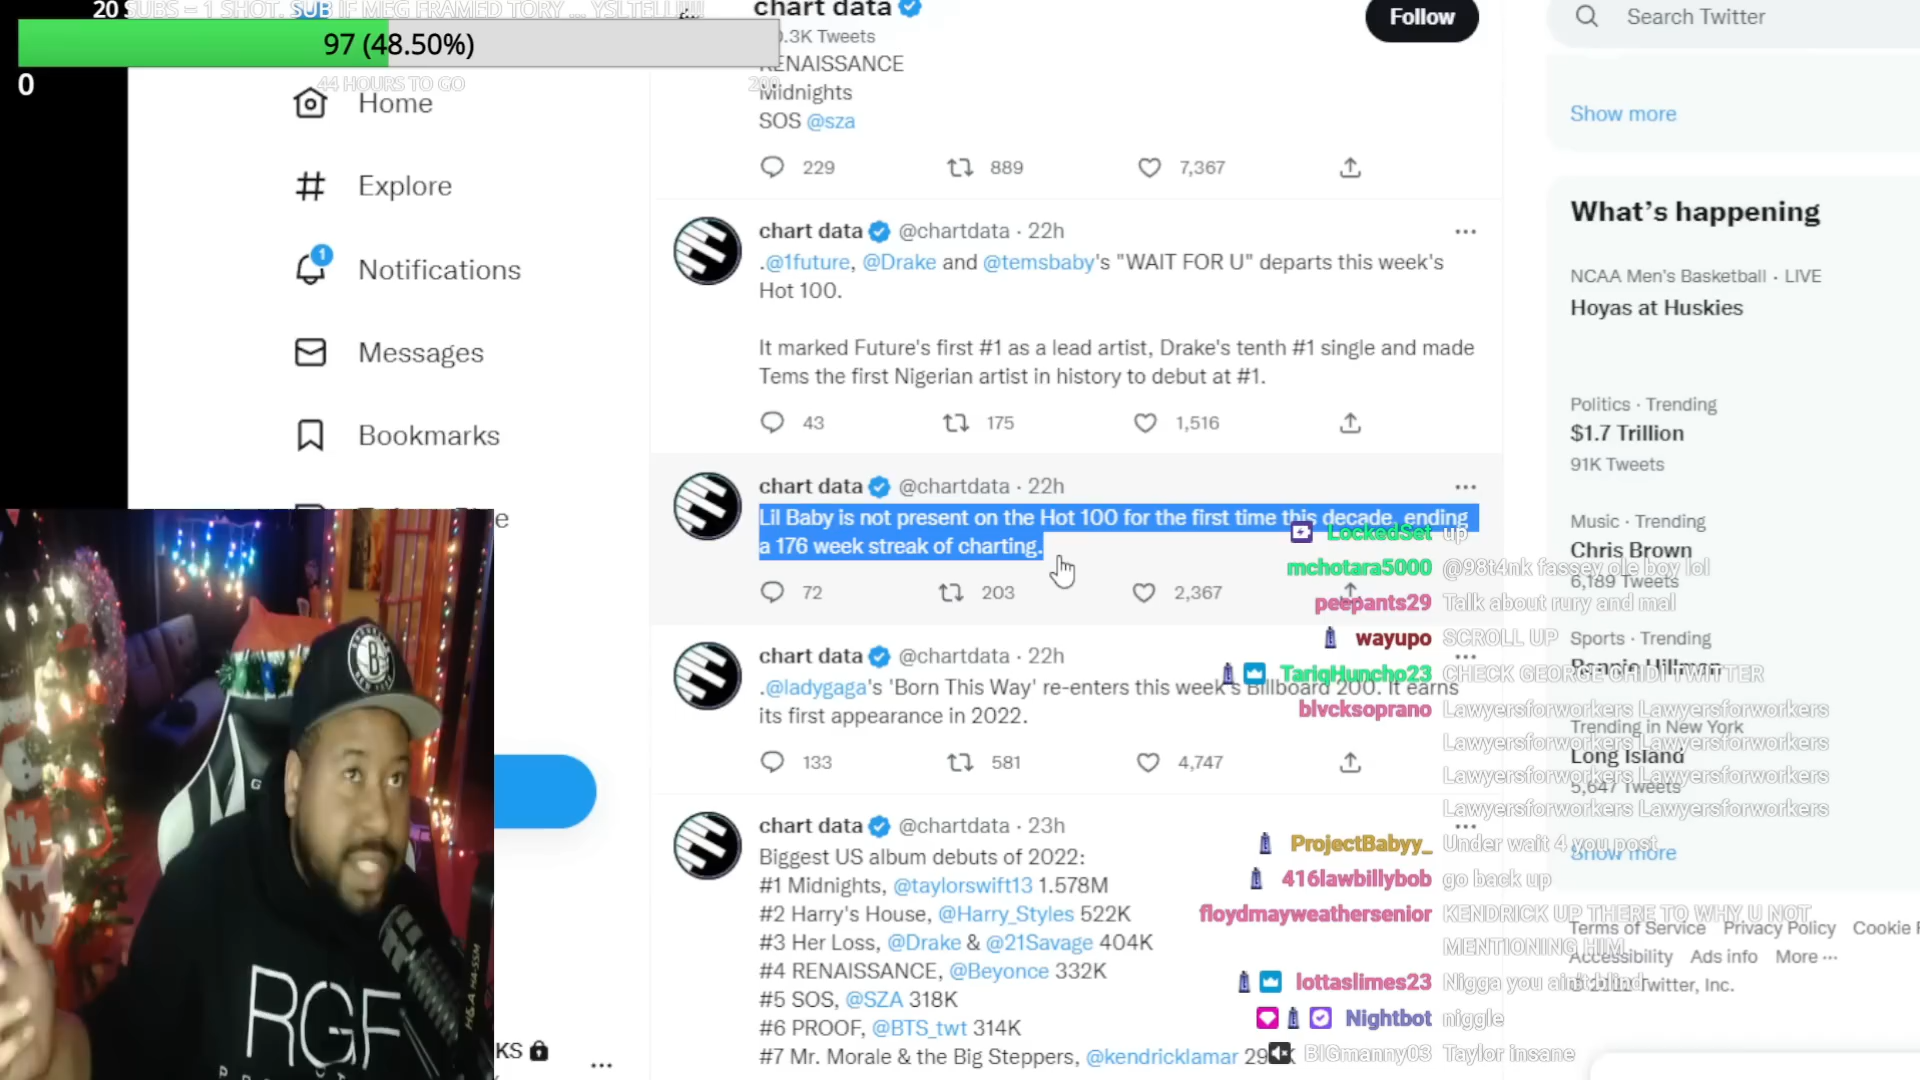 20 SUBS = 1 SHOT. SUB IF MEG FRAMED TORY ... YSLTELL!!!!!
97 (48.50%)
0
44 HOURS TO GO
200
Home
Explore
1
Notifications
Messages
Bookmarks
KS
chart data
.3K Tweets
Follow
RENAISSANCE
Midnights
SOS @sza
229 889 7,367
chart data @chartdata · 22h
.@1future, @Drake and @temsbaby's "WAIT FOR U" departs this week's
Hot 100.
It marked Future's first #1 as a lead artist, Drake's tenth #1 single and made
Tems the first Nigerian artist in history to debut at #1.
43 175 1,516
chart data @chartdata · 22h
Lil Baby is not present on the Hot 100 for the first time this decade, ending
a 176 week streak of charting.
72 203 2,367
chart data @chartdata · 22h
.@ladygaga's 'Born This Way' re-enters this week's Billboard 200. It earns
its first appearance in 2022.
133 581 4,747
chart data @chartdata · 23h
Biggest US album debuts of 2022:
#1 Midnights, @taylorswift13 1.578M
#2 Harry's House, @Harry_Styles 522K
#3 Her Loss, @Drake & @21Savage 404K
#4 RENAISSANCE, @Beyonce 332K
#5 SOS, @SZA 318K
#6 PROOF, @BTS_twt 314K
#7 Mr. Morale & the Big Steppers, @kendricklamar
Search Twitter
Show more
What's happening
NCAA Men's Basketball · LIVE
Hoyas at Huskies
Politics · Trending
$1.7 Trillion
91K Tweets
Music · Trending
Chris Brown
6,189 Tweets
Sports · Trending
Ronnie Hillman
Trending in New York
Long Island
5,647 Tweets
Show more
Terms of Service Privacy Policy Cookie
Accessibility Ads info More ···
Twitter, Inc.
LockedSet up
mchotara5000 @98t4nk fassey ole boy lol
peepants29 Talk about rury and mal
wayupo SCROLL UP
TariqHuncho23 CHECK GEORGE CHIDI TWITTER
blvcksoprano Lawyersforworkers Lawyersforworkers
Lawyersforworkers Lawyersforworkers
Lawyersforworkers Lawyersforworkers
Lawyersforworkers Lawyersforworkers
ProjectBabyy_ Under wait 4 you post
416lawbillybob go back up
floydmayweathersenior KENDRICK UP THERE TO WHY U NOT
MENTIONING HIM
lottaslimes23 Nigga you ain't blind
Nightbot niggle
BIGmanny03 Taylor insane
B
RGF
H&A HA-SSM